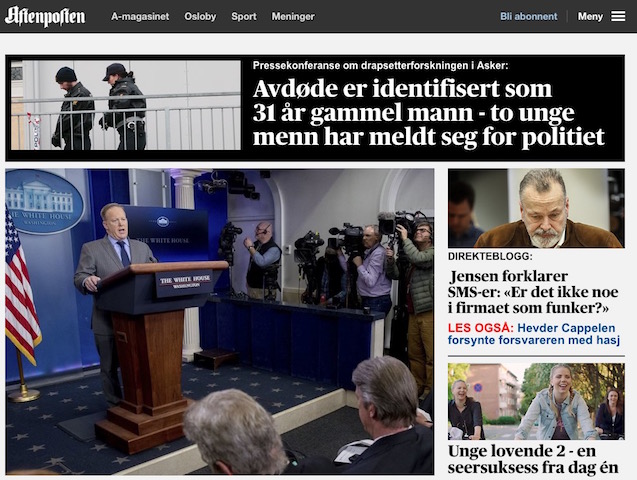 Aftenposten
A-magasinet
Osloby
Sport
Meninger
Bli abonnent
Meny
Pressekonferanse om drapsetterforskningen i Asker:
Avdøde er identifisert som
31 år gammel mann - to unge
menn har meldt seg for politiet
THE WHITE HOUSE
WASHINGTON
THE WHITE HOUSE
WASHINGTON
DIREKTEBLOGG:
Jensen forklarer
SMS-er: «Er det ikke noe
i firmaet som funker?»
LES OGSÅ: Hevder Cappelen
forsynte forsvareren med hasj
Unge lovende 2 - en
seersuksess fra dag én